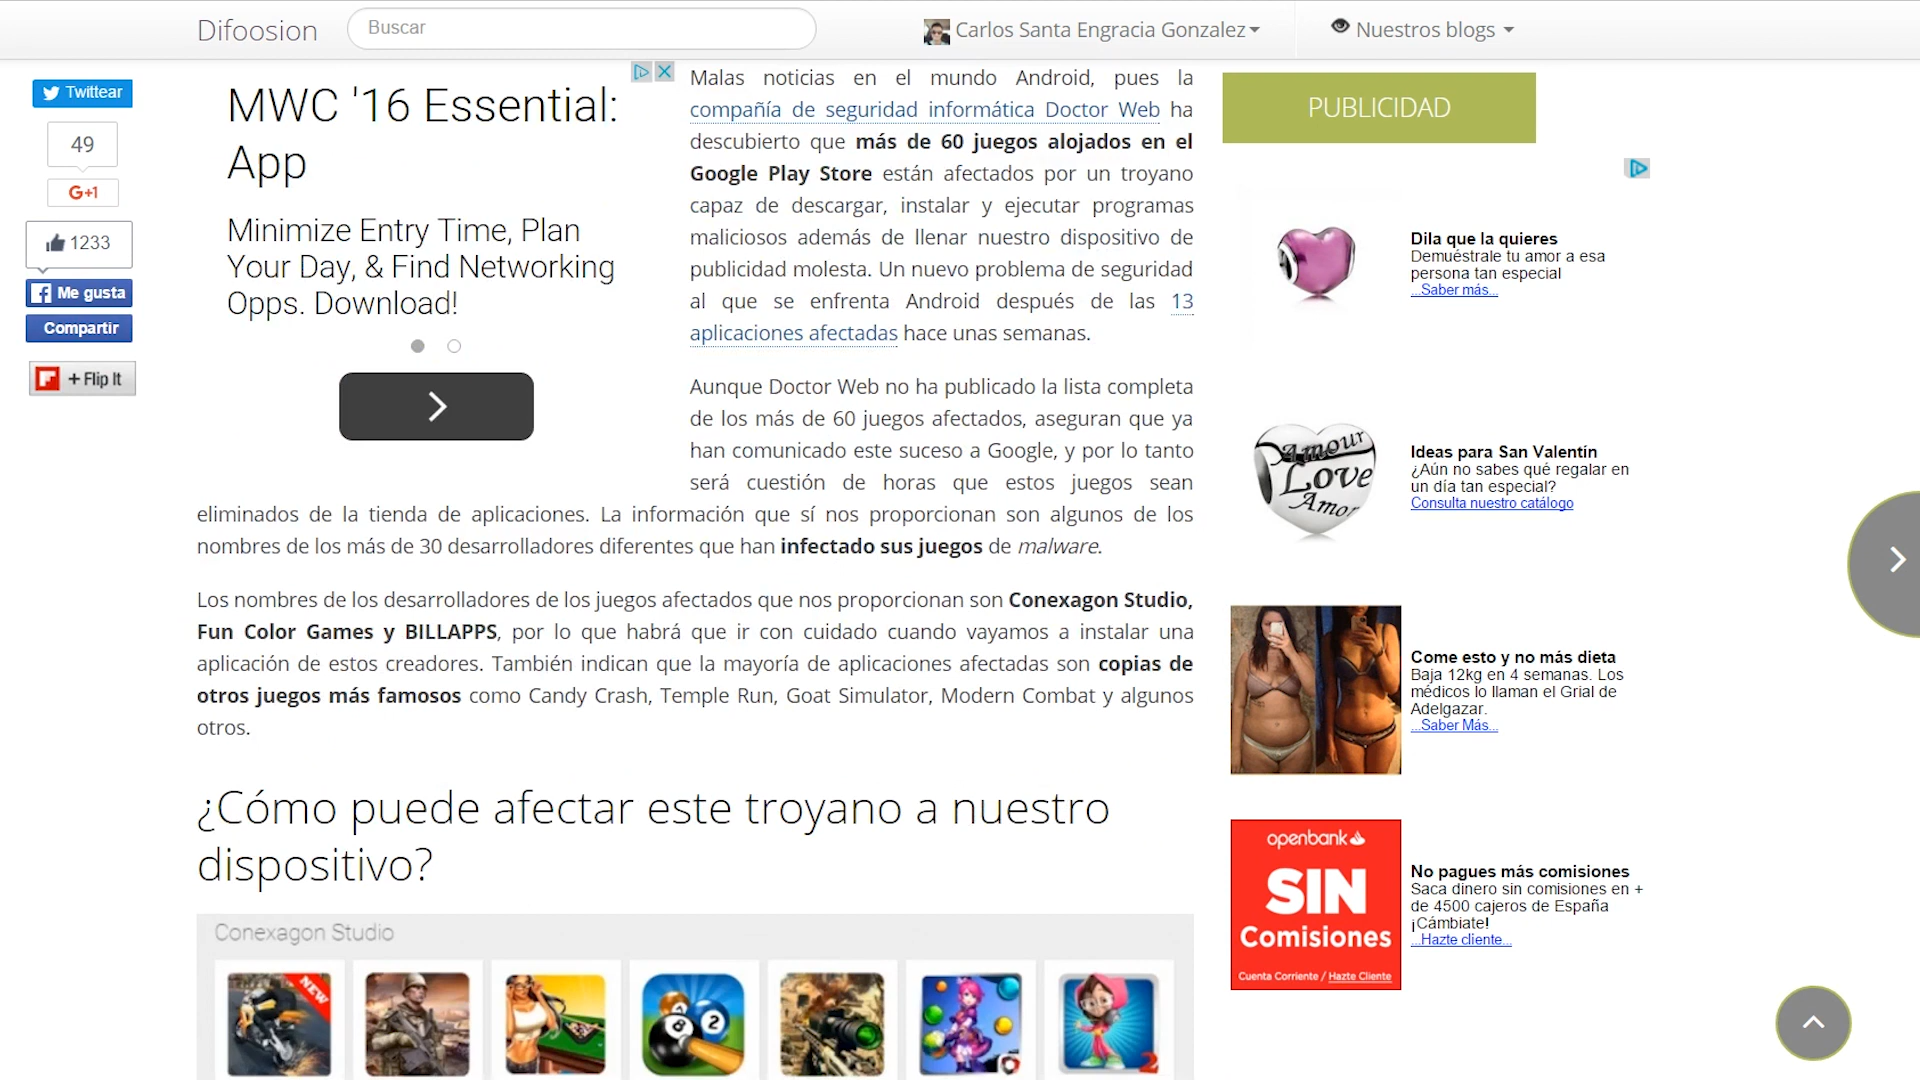 Difoosion
Buscar
Carlos Santa Engracia Gonzalez
Nuestros blogs
Twittear
49
G+1
1233
Me gusta
Compartir
+ Flip It
MWC '16 Essential:
App
Minimize Entry Time, Plan
Your Day, & Find Networking
Opps. Download!
Malas noticias en el mundo Android, pues la
compañía de seguridad informática Doctor Web ha
descubierto que más de 60 juegos alojados en el
Google Play Store están afectados por un troyano
capaz de descargar, instalar y ejecutar programas
maliciosos además de llenar nuestro dispositivo de
publicidad molesta. Un nuevo problema de seguridad
al que se enfrenta Android después de las 13
aplicaciones afectadas hace unas semanas.
Aunque Doctor Web no ha publicado la lista completa
de los más de 60 juegos afectados, aseguran que ya
han comunicado este suceso a Google, y por lo tanto
será cuestión de horas que estos juegos sean
eliminados de la tienda de aplicaciones. La información que sí nos proporcionan son algunos de los
nombres de los más de 30 desarrolladores diferentes que han infectado sus juegos de malware.
Los nombres de los desarrolladores de los juegos afectados que nos proporcionan son Conexagon Studio,
Fun Color Games y BILLAPPS, por lo que habrá que ir con cuidado cuando vayamos a instalar una
aplicación de estos creadores. También indican que la mayoría de aplicaciones afectadas son copias de
otros juegos más famosos como Candy Crash, Temple Run, Goat Simulator, Modern Combat y algunos
otros.
¿Cómo puede afectar este troyano a nuestro
dispositivo?
Conexagon Studio
NEW
8
2
2
PUBLICIDAD
Dila que la quieres
Demuéstrale tu amor a esa
persona tan especial
...Saber más...
Amour
Love
Amor
Ideas para San Valentín
¿Aún no sabes qué regalar en
un día tan especial?
Consulta nuestro catálogo
Come esto y no más dieta
Baja 12kg en 4 semanas. Los
médicos lo llaman el Grial de
Adelgazar.
...Saber Más...
openbank
SIN
Comisiones
Cuenta Corriente / Hazte Cliente
No pagues más comisiones
Saca dinero sin comisiones en +
de 4500 cajeros de España
¡Cámbiate!
...Hazte cliente...